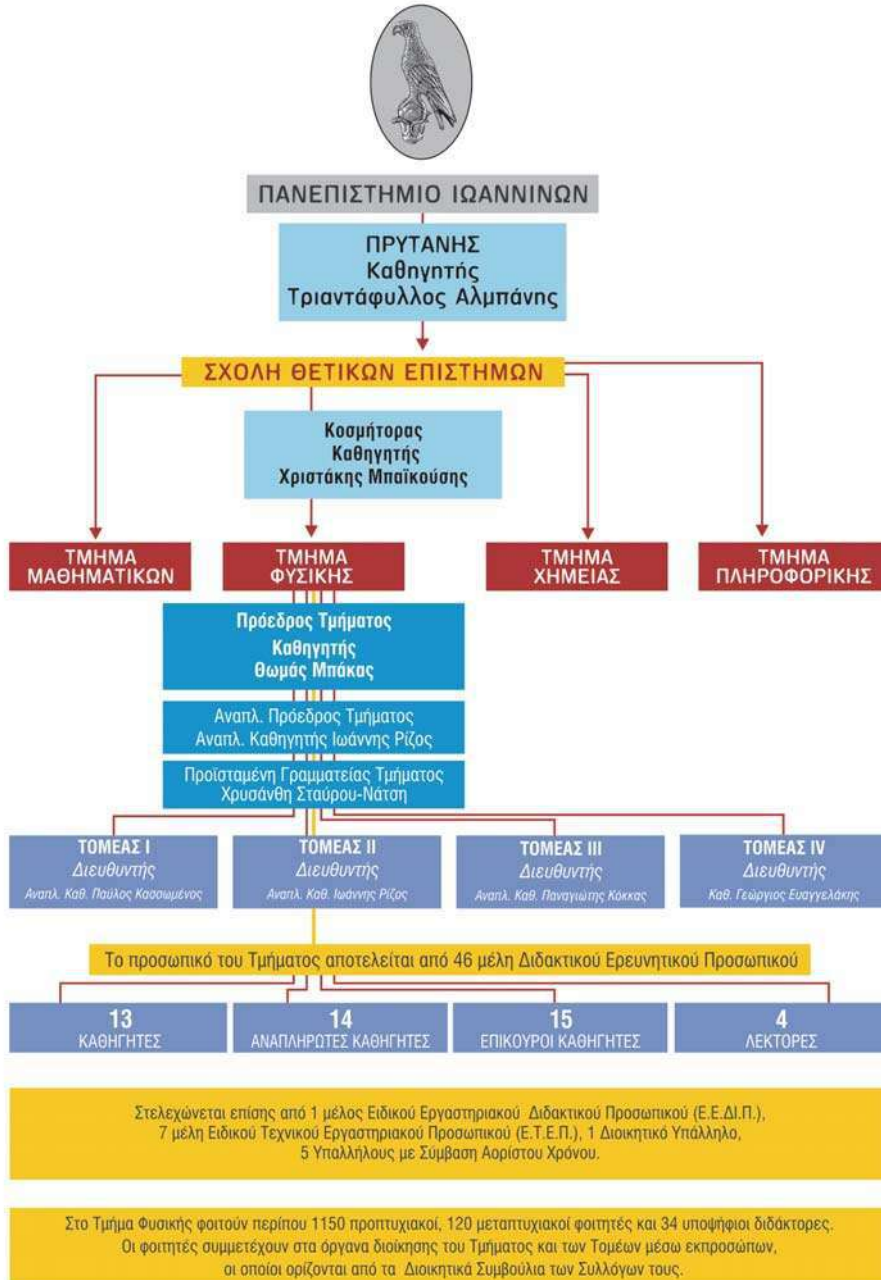 ΠΑΝΕΠΙΣΤΗΜΙΟ ΙΩΑΝΝΙΝΩΝ
ΠΡΥΤΑΝΗΣ
Καθηγητής
Τριαντάφυλλος Αλμπάνης
ΣΧΟΛΗ ΘΕΤΙΚΩΝ ΕΠΙΣΤΗΜΩΝ
Κοσμήτορας
Καθηγητής
Χριστάκης Μπαϊκούσης
ΤΜΗΜΑ
ΜΑΘΗΜΑΤΙΚΩΝ
ΤΜΗΜΑ
ΦΥΣΙΚΗΣ
ΤΜΗΜΑ
ΧΗΜΕΙΑΣ
ΤΜΗΜΑ
ΠΛΗΡΟΦΟΡΙΚΗΣ
Πρόεδρος Τμήματος
Καθηγητής
Θωμάς Μπάκας
Αναπλ. Πρόεδρος Τμήματος
Αναπλ. Καθηγητής Ιωάννης Ρίζος
Προϊσταμένη Γραμματείας Τμήματος
Χρυσάνθη Σταύρου-Νάτση
ΤΟΜΕΑΣ Ι
Διευθυντής
Αναπλ. Καθ. Παύλος Κασσωμένος
ΤΟΜΕΑΣ ΙΙ
Διευθυντής
Αναπλ. Καθ. Ιωάννης Ρίζος
ΤΟΜΕΑΣ ΙΙΙ
Διευθυντής
Αναπλ. Καθ. Παναγιώτης Κόκκας
ΤΟΜΕΑΣ IV
Διευθυντής
Καθ. Γεώργιος Ευαγγελάκης
Το προσωπικό του Τμήματος αποτελείται από 46 μέλη Διδακτικού Ερευνητικού Προσωπικού
13
ΚΑΘΗΓΗΤΕΣ
14
ΑΝΑΠΛΗΡΩΤΕΣ ΚΑΘΗΓΗΤΕΣ
15
ΕΠΙΚΟΥΡΟΙ ΚΑΘΗΓΗΤΕΣ
4
ΛΕΚΤΟΡΕΣ
Στελεχώνεται επίσης από 1 μέλος Ειδικού Εργαστηριακού Διδακτικού Προσωπικού (Ε.Ε.ΔΙ.Π.),
7 μέλη Ειδικού Τεχνικού Εργαστηριακού Προσωπικού (Ε.Τ.Ε.Π.), 1 Διοικητικό Υπάλληλο,
5 Υπαλλήλους με Σύμβαση Αορίστου Χρόνου.
Στο Τμήμα Φυσικής φοιτούν περίπου 1150 προπτυχιακοί, 120 μεταπτυχιακοί φοιτητές και 34 υποψήφιοι διδάκτορες.
Οι φοιτητές συμμετέχουν στα όργανα διοίκησης του Τμήματος και των Τομέων μέσω εκπροσώπων,
οι οποίοι ορίζονται από τα Διοικητικά Συμβούλια των Συλλόγων τους.